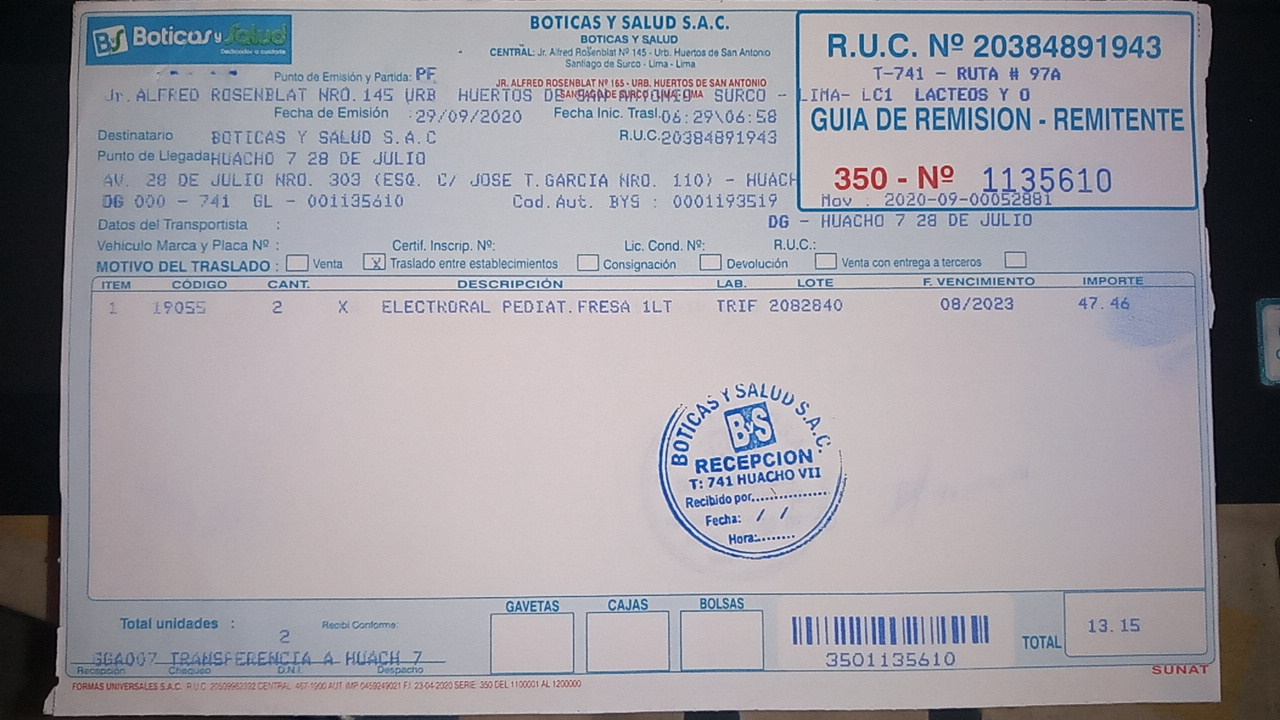 BS Boticas y Salud
BOTICAS Y SALUD S.A.C.
BOTICAS Y SALUD
CENTRAL: Jr. Alfred Rosenblat Nº 145 - Urb. Huertos de San Antonio
Santiago de Surco - Lima - Lima
JR. ALFRED ROSENBLAT Nº 165 - URB. HUERTOS DE SAN ANTONIO
R.U.C. Nº 20384891943
T-741 - RUTA # 97A
Punto de Emisión y Partida: PF
Jr. ALFRED ROSENBLAT NRO.145 URB HUERTOS DE SAN ANTONIO SURCO - LIMA- LC1 LACTEOS Y O
Fecha de Emisión :29/09/2020 Fecha Inic. Trasl. 06:29\06:58
GUIA DE REMISION - REMITENTE
Destinatario BOTICAS Y SALUD S.A.C R.U.C.:20384891943
Punto de Llegada HUACHO 7 28 DE JULIO
AV. 28 DE JULIO NRO. 303 (ESQ. C/ JOSE T.GARCIA NRO. 110) - HUACH
350 - Nº 1135610
DG 000 - 741 GL - 001135610 Cod.Aut. BYS : 0001193519 Mov : 2020-09-00052881
Datos del Transportista : DG - HUACHO 7 28 DE JULIO
Vehiculo Marca y Placa Nº : Certif. Inscrip. Nº: Lic. Cond. Nº: R.U.C.:
MOTIVO DEL TRASLADO : Venta X Traslado entre establecimientos Consignación Devolución Venta con entrega a terceros
ITEM CÓDIGO CANT. DESCRIPCIÓN LAB. LOTE F. VENCIMIENTO IMPORTE
1 19055 2 X ELECTRORAL PEDIAT.FRESA 1LT TRIF 2082840 08/2023 47.46
BOTICAS Y SALUD S.A.C.
ByS
RECEPCION
T: 741 HUACHO VII
Recibido por...............
Fecha: / /
Hora:........
GAVETAS CAJAS BOLSAS
Total unidades : 2 Recibi Conforme:
TOTAL 13.15
GGA007 TRANSFERENCIA A HUACH 7
3501135610
Recepción Chequeo D.N.I. Despacho
SUNAT
FORMAS UNIVERSALES S.A.C. R.U.C.